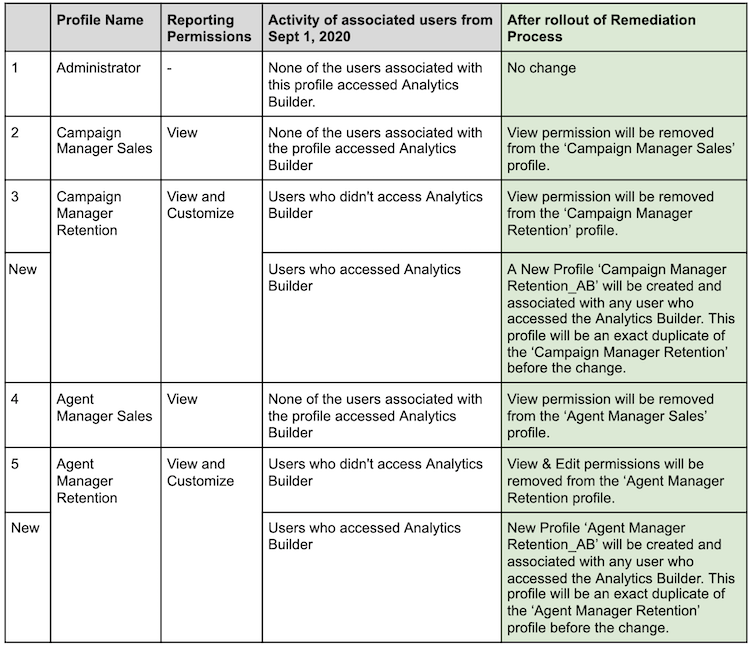 Profile Name
Reporting
Permissions
Activity of associated users from
Sept 1, 2020
After rollout of Remediation
Process
1
Administrator
-
None of the users associated with
this profile accessed Analytics
Builder.
No change
2
Campaign
Manager Sales
View
None of the users associated with
the profile accessed Analytics
Builder
View permission will be removed
from the ‘Campaign Manager Sales’
profile.
3
Campaign
Manager
Retention
View and
Customize
Users who didn't access Analytics
Builder
View permission will be removed
from the ‘Campaign Manager
Retention’ profile.
New
Users who accessed Analytics
Builder
A New Profile ‘Campaign Manager
Retention_AB’ will be created and
associated with any user who
accessed the Analytics Builder. This
profile will be an exact duplicate of
the ‘Campaign Manager Retention’
before the change.
4
Agent
Manager Sales
View
None of the users associated with
the profile accessed Analytics
Builder
View permission will be removed
from the ‘Agent Manager Sales’
profile.
5
Agent
Manager
Retention
View and
Customize
Users who didn't access Analytics
Builder
View & Edit permissions will be
removed from the ‘Agent Manager
Retention profile.
New
Users who accessed Analytics
Builder
New Profile ‘Agent Manager
Retention_AB’ will be created and
associated with any user who
accessed the Analytics Builder. This
profile will be an exact duplicate of
the ‘Agent Manager Retention’
profile before the change.